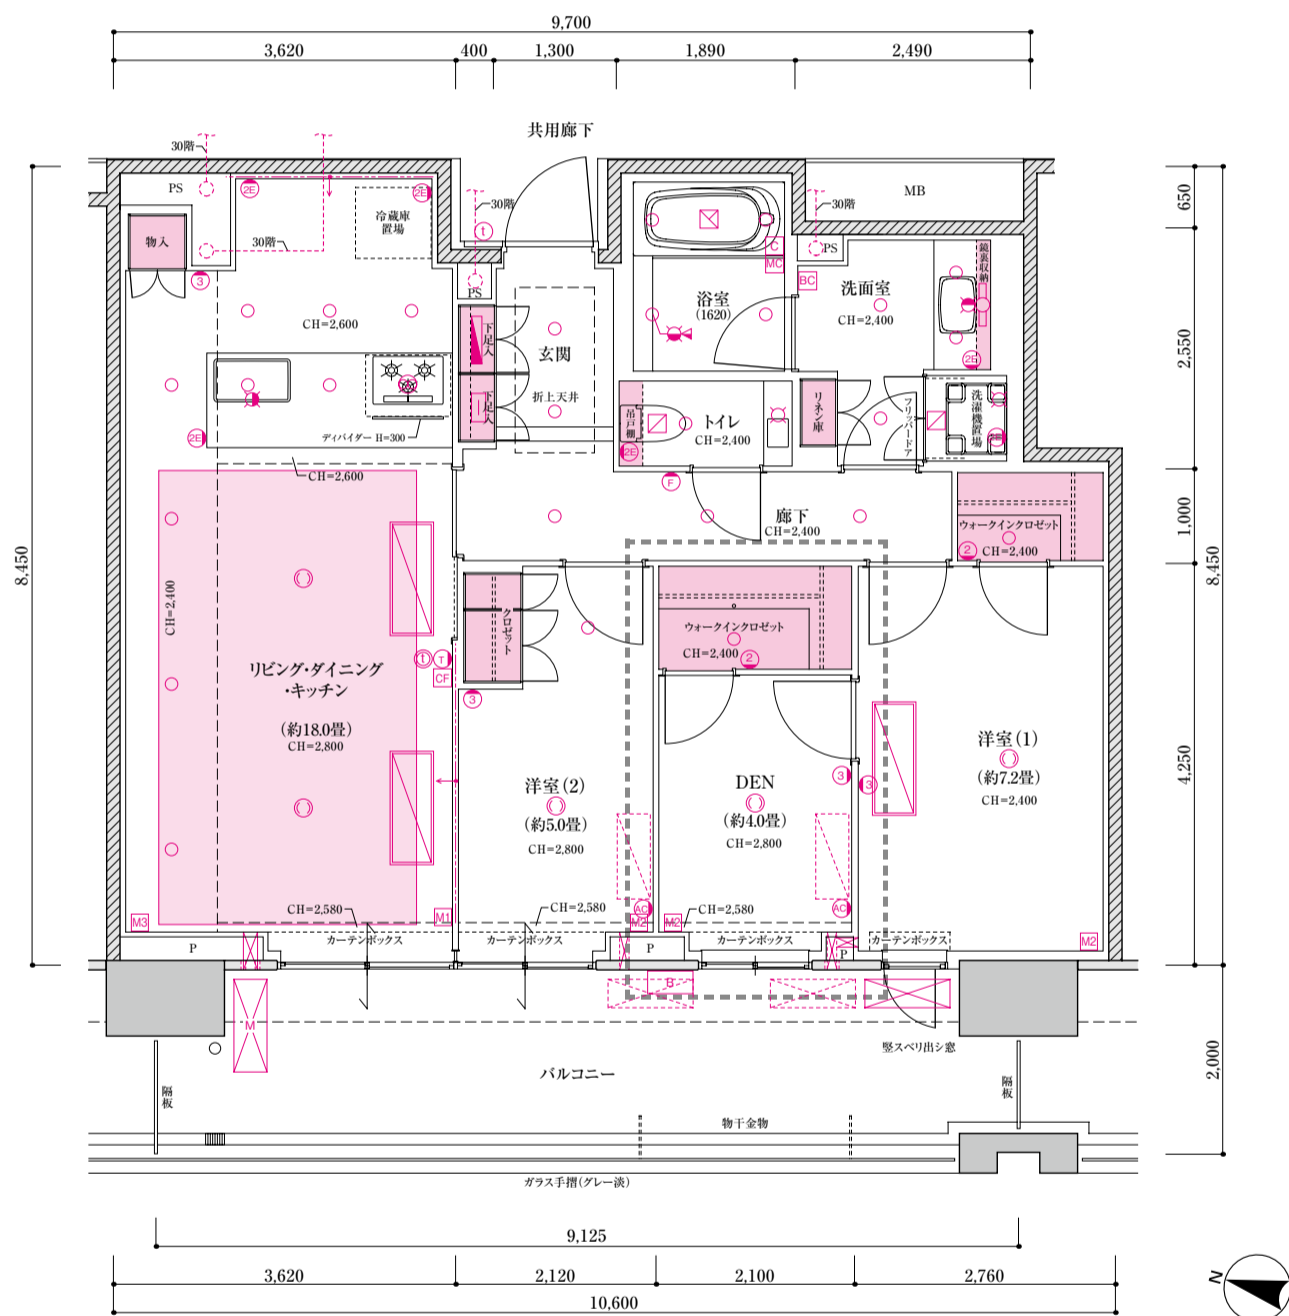 9,700
3,620
400
1,300
1,890
2,490
共用廊下
30階
PS
2E
2E
冷蔵庫
置場
物入
30階
3
30階
t
PS
CH=2,600
下足入
下足入
玄関
折上天井
C
MC
浴室
(1620)
30階
PS
MB
BC
洗面室
CH=2,400
鏡裏収納
2E
650
2,550
1,000
4,250
8,450
8,450
2,000
2E
ディバイダー H=300
CH=2,600
吊戸棚
2E
トイレ
CH=2,400
リネン庫
フリッパードア
洗濯機置場
2E
F
廊下
CH=2,400
ウォークインクロゼット
2
CH=2,400
CH=2,400
リビング・ダイニング
・キッチン
(約18.0畳)
CH=2,800
t
T
CF
クロゼット
3
ウォークインクロゼット
CH=2,400
2
洋室(2)
(約5.0畳)
CH=2,800
DEN
(約4.0畳)
CH=2,800
3
3
洋室(1)
(約7.2畳)
CH=2,400
AC
AC
M3
CH=2,580
M1
CH=2,580
M2
M2
CH=2,580
M2
P
カーテンボックス
カーテンボックス
P
カーテンボックス
P
カーテンボックス
M
B
竪スベリ出シ窓
バルコニー
隔板
隔板
物干金物
ガラス手摺(グレー淡)
9,125
3,620
2,120
2,100
2,760
10,600
N